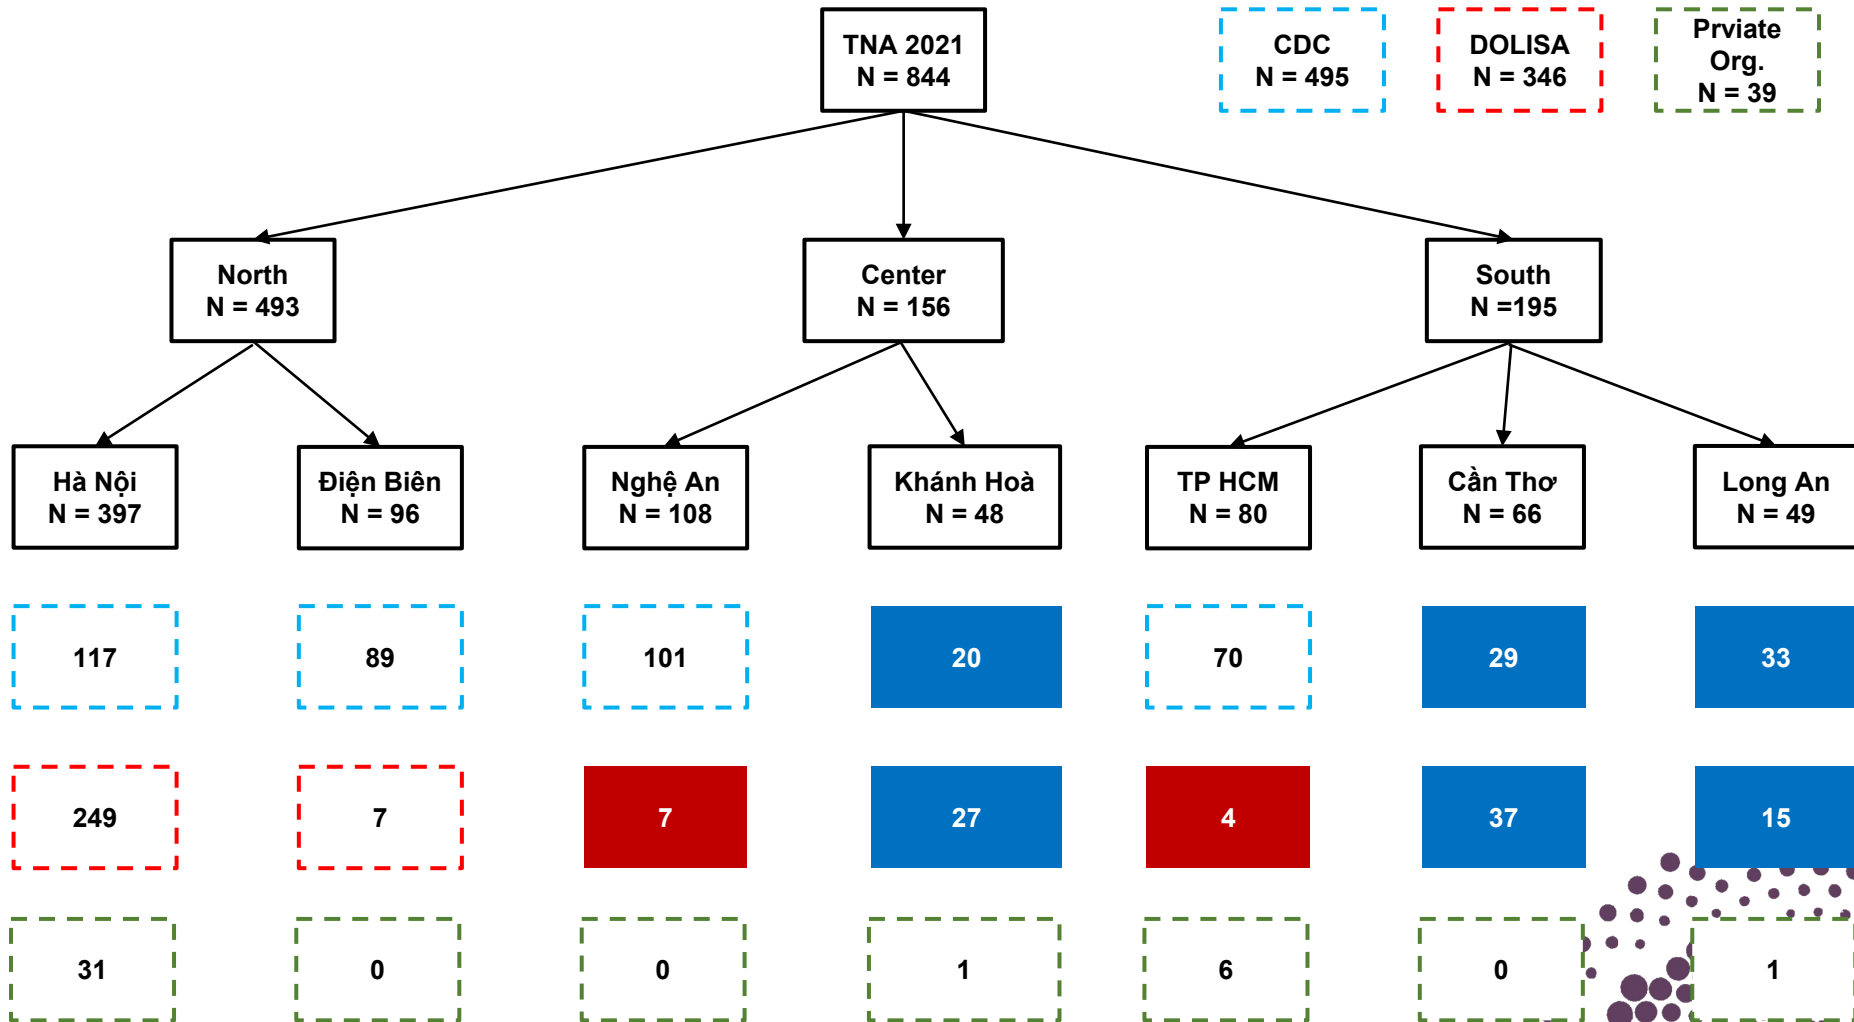 TNA 2021
N = 844
CDC
N = 495
DOLISA
N = 346
Prviate
Org.
N = 39
North
N = 493
Center
N = 156
South
N =195
Hà Nội
N = 397
Điện Biên
N = 96
Nghệ An
N = 108
Khánh Hoà
N = 48
TP HCM
N = 80
Cần Thơ
N = 66
Long An
N = 49
117
89
101
20
70
29
33
249
7
7
27
4
37
15
31
0
0
1
6
0
1